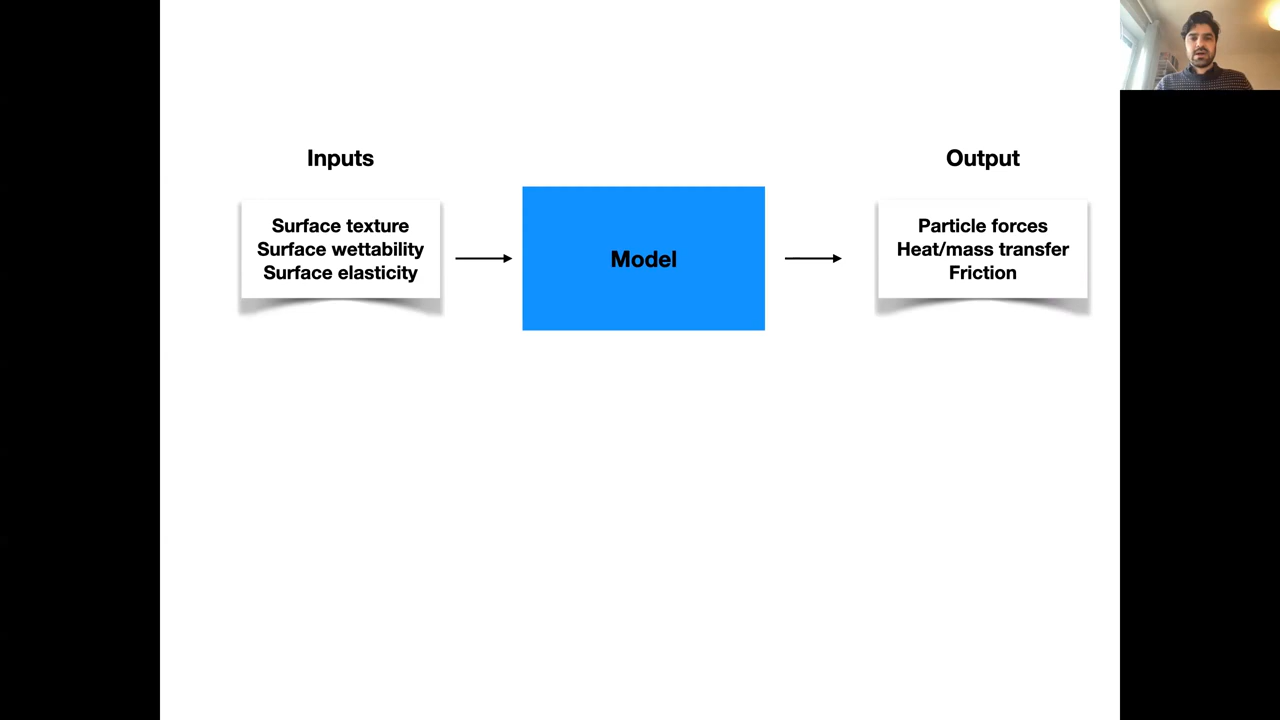 Inputs
Surface texture
Surface wettability
Surface elasticity
Model
Output
Particle forces
Heat/mass transfer
Friction